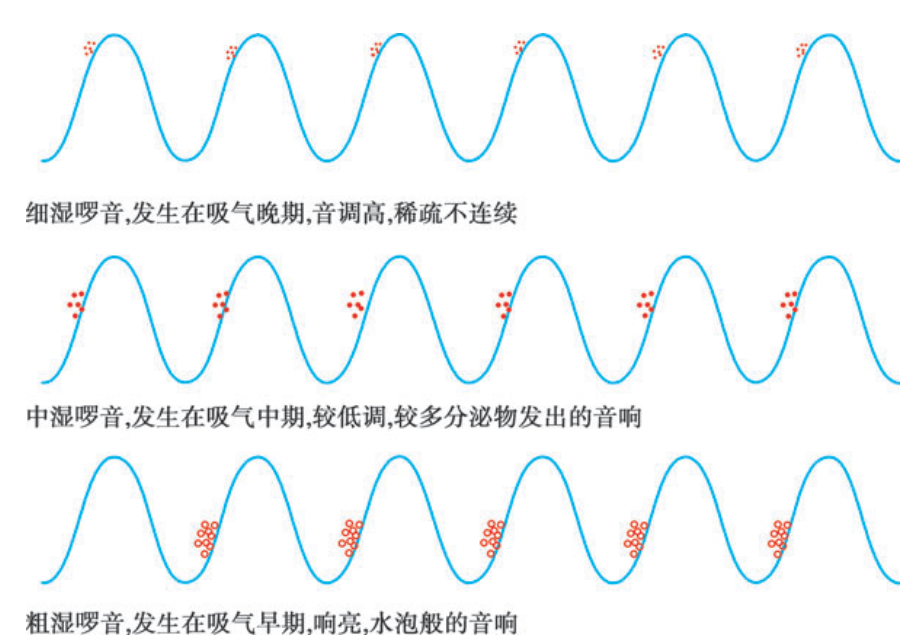 细湿啰音,发生在吸气晚期,音调高,稀疏不连续
中湿啰音,发生在吸气中期,较低调,较多分泌物发出的音响
粗湿啰音,发生在吸气早期,响亮,水泡般的音响